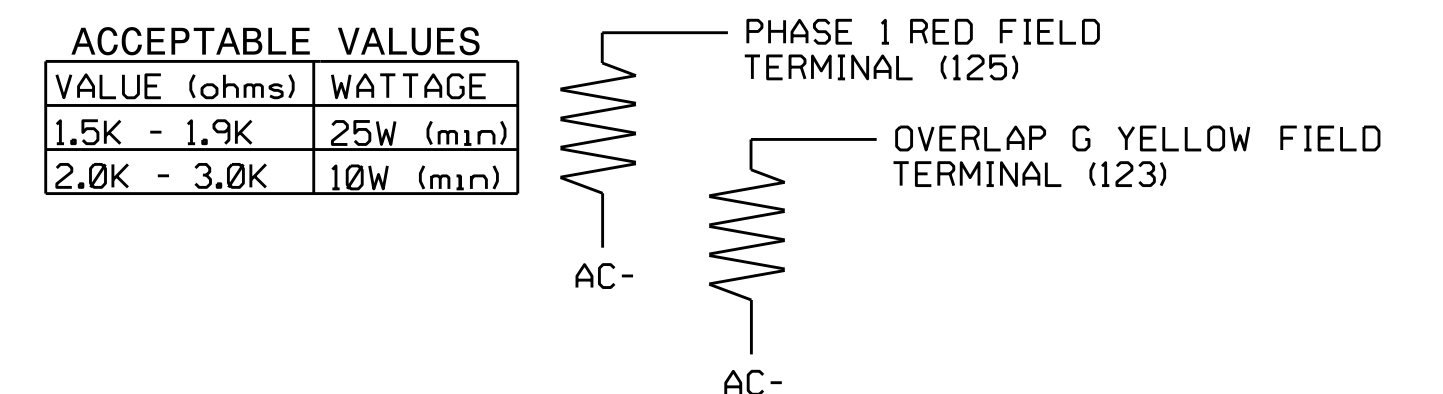 ACCEPTABLE VALUES
VALUE (ohms) WATTAGE
1.5K - 1.9K 25W (min)
2.0K - 3.0K 10W (min)
PHASE 1 RED FIELD
TERMINAL (125)
AC-
OVERLAP G YELLOW FIELD
TERMINAL (123)
AC-